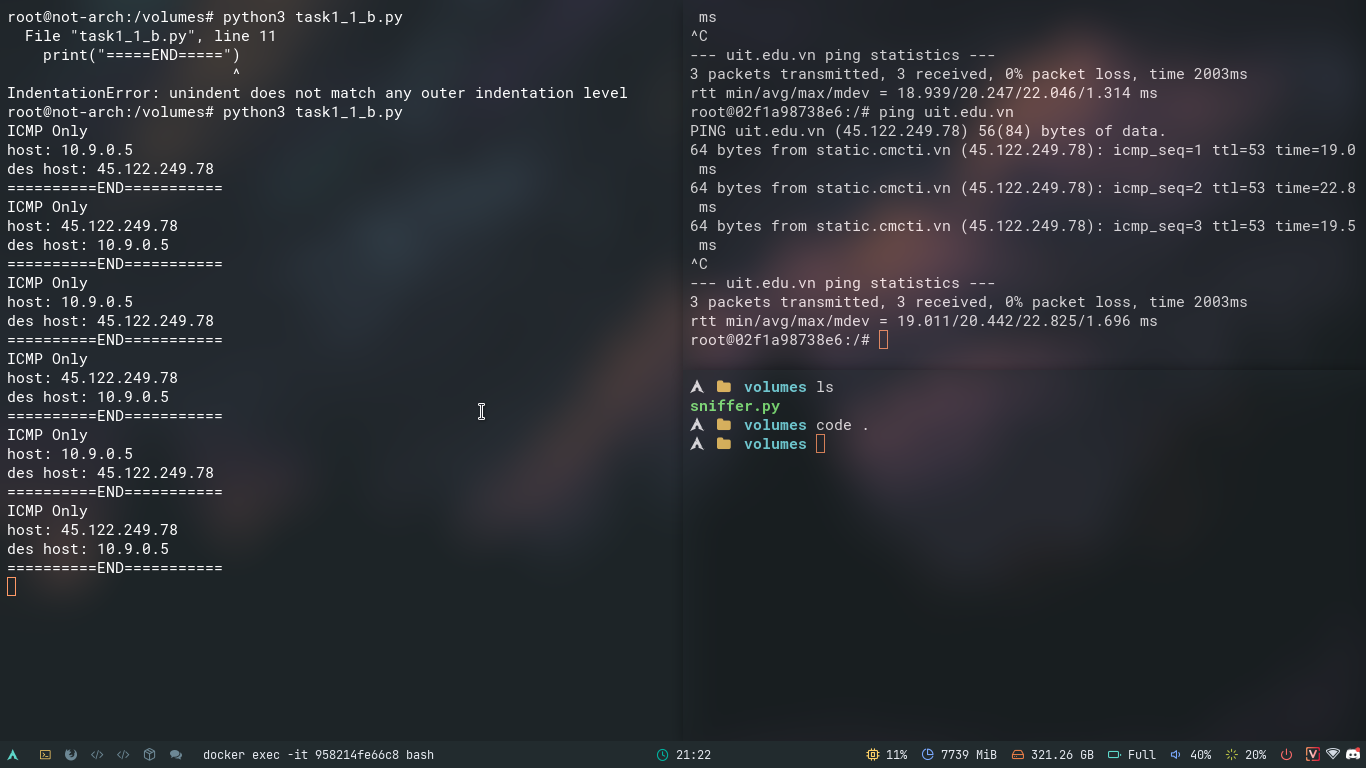 root@not-arch:/volumes# python3 task1_1_b.py
  File "task1_1_b.py", line 11
    print("=====END=====")
                         ^
IndentationError: unindent does not match any outer indentation level
root@not-arch:/volumes# python3 task1_1_b.py
ICMP Only
host: 10.9.0.5
des host: 45.122.249.78
==========END===========
ICMP Only
host: 45.122.249.78
des host: 10.9.0.5
==========END===========
ICMP Only
host: 10.9.0.5
des host: 45.122.249.78
==========END===========
ICMP Only
host: 45.122.249.78
des host: 10.9.0.5
==========END===========
ICMP Only
host: 10.9.0.5
des host: 45.122.249.78
==========END===========
ICMP Only
host: 45.122.249.78
des host: 10.9.0.5
==========END===========
 ms
^C
--- uit.edu.vn ping statistics ---
3 packets transmitted, 3 received, 0% packet loss, time 2003ms
rtt min/avg/max/mdev = 18.939/20.247/22.046/1.314 ms
root@02f1a98738e6:/# ping uit.edu.vn
PING uit.edu.vn (45.122.249.78) 56(84) bytes of data.
64 bytes from static.cmcti.vn (45.122.249.78): icmp_seq=1 ttl=53 time=19.0
 ms
64 bytes from static.cmcti.vn (45.122.249.78): icmp_seq=2 ttl=53 time=22.8
 ms
64 bytes from static.cmcti.vn (45.122.249.78): icmp_seq=3 ttl=53 time=19.5
 ms
^C
--- uit.edu.vn ping statistics ---
3 packets transmitted, 3 received, 0% packet loss, time 2003ms
rtt min/avg/max/mdev = 19.011/20.442/22.825/1.696 ms
root@02f1a98738e6:/#
volumes ls
sniffer.py
volumes code .
volumes
docker exec -it 958214fe66c8 bash 21:22 11% 7739 MiB 321.26 GB Full 40% 20% V